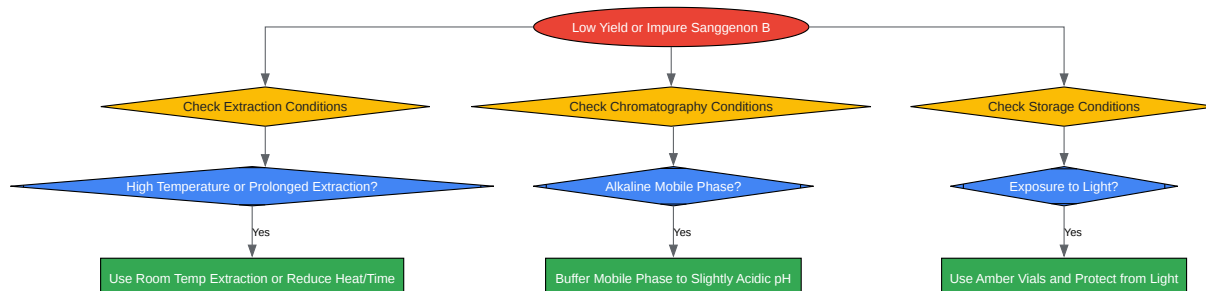 Low Yield or Impure Sanggenon B
Check Extraction Conditions
Check Chromatography Conditions
Check Storage Conditions
High Temperature or Prolonged Extraction?
Alkaline Mobile Phase?
Exposure to Light?
Yes
Yes
Yes
Use Room Temp Extraction or Reduce Heat/Time
Buffer Mobile Phase to Slightly Acidic pH
Use Amber Vials and Protect from Light